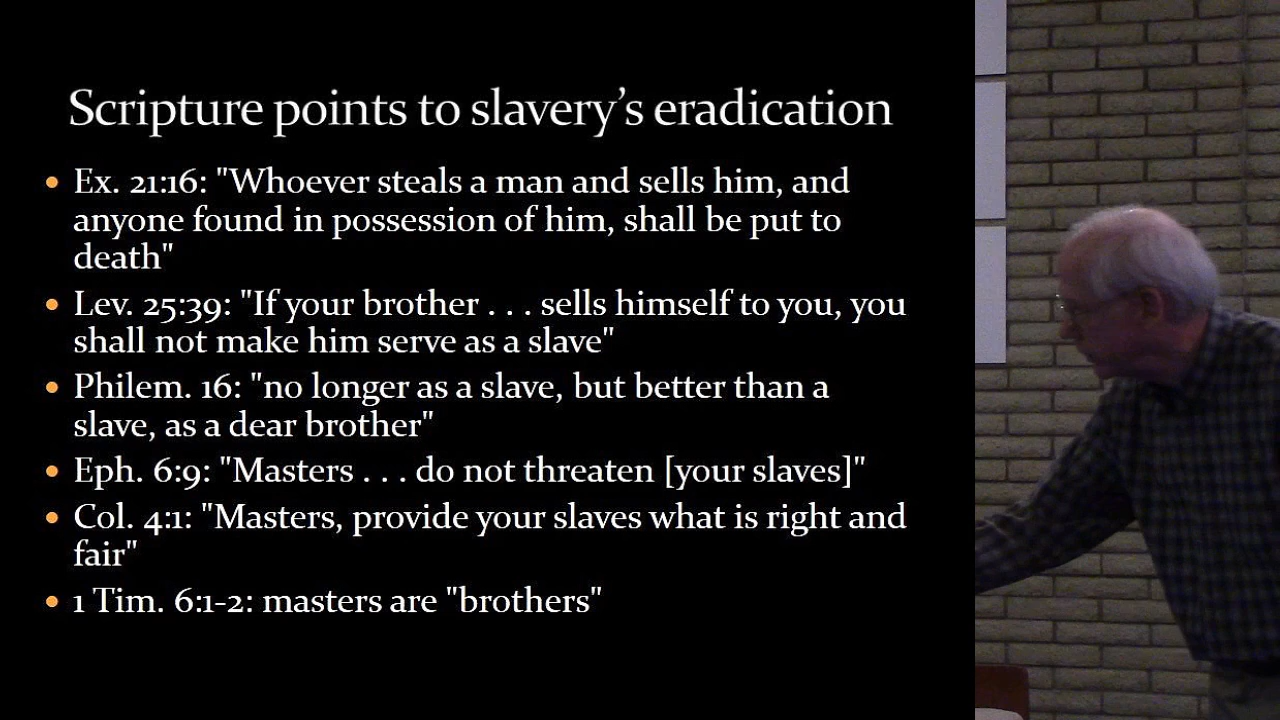 Scripture points to slavery’s eradication
• Ex. 21:16: "Whoever steals a man and sells him, and
anyone found in possession of him, shall be put to
death"
• Lev. 25:39: "If your brother . . . sells himself to you, you
shall not make him serve as a slave"
• Philem. 16: "no longer as a slave, but better than a
slave, as a dear brother"
• Eph. 6:9: "Masters . . . do not threaten [your slaves]"
• Col. 4:1: "Masters, provide your slaves what is right and
fair"
• 1 Tim. 6:1-2: masters are "brothers"